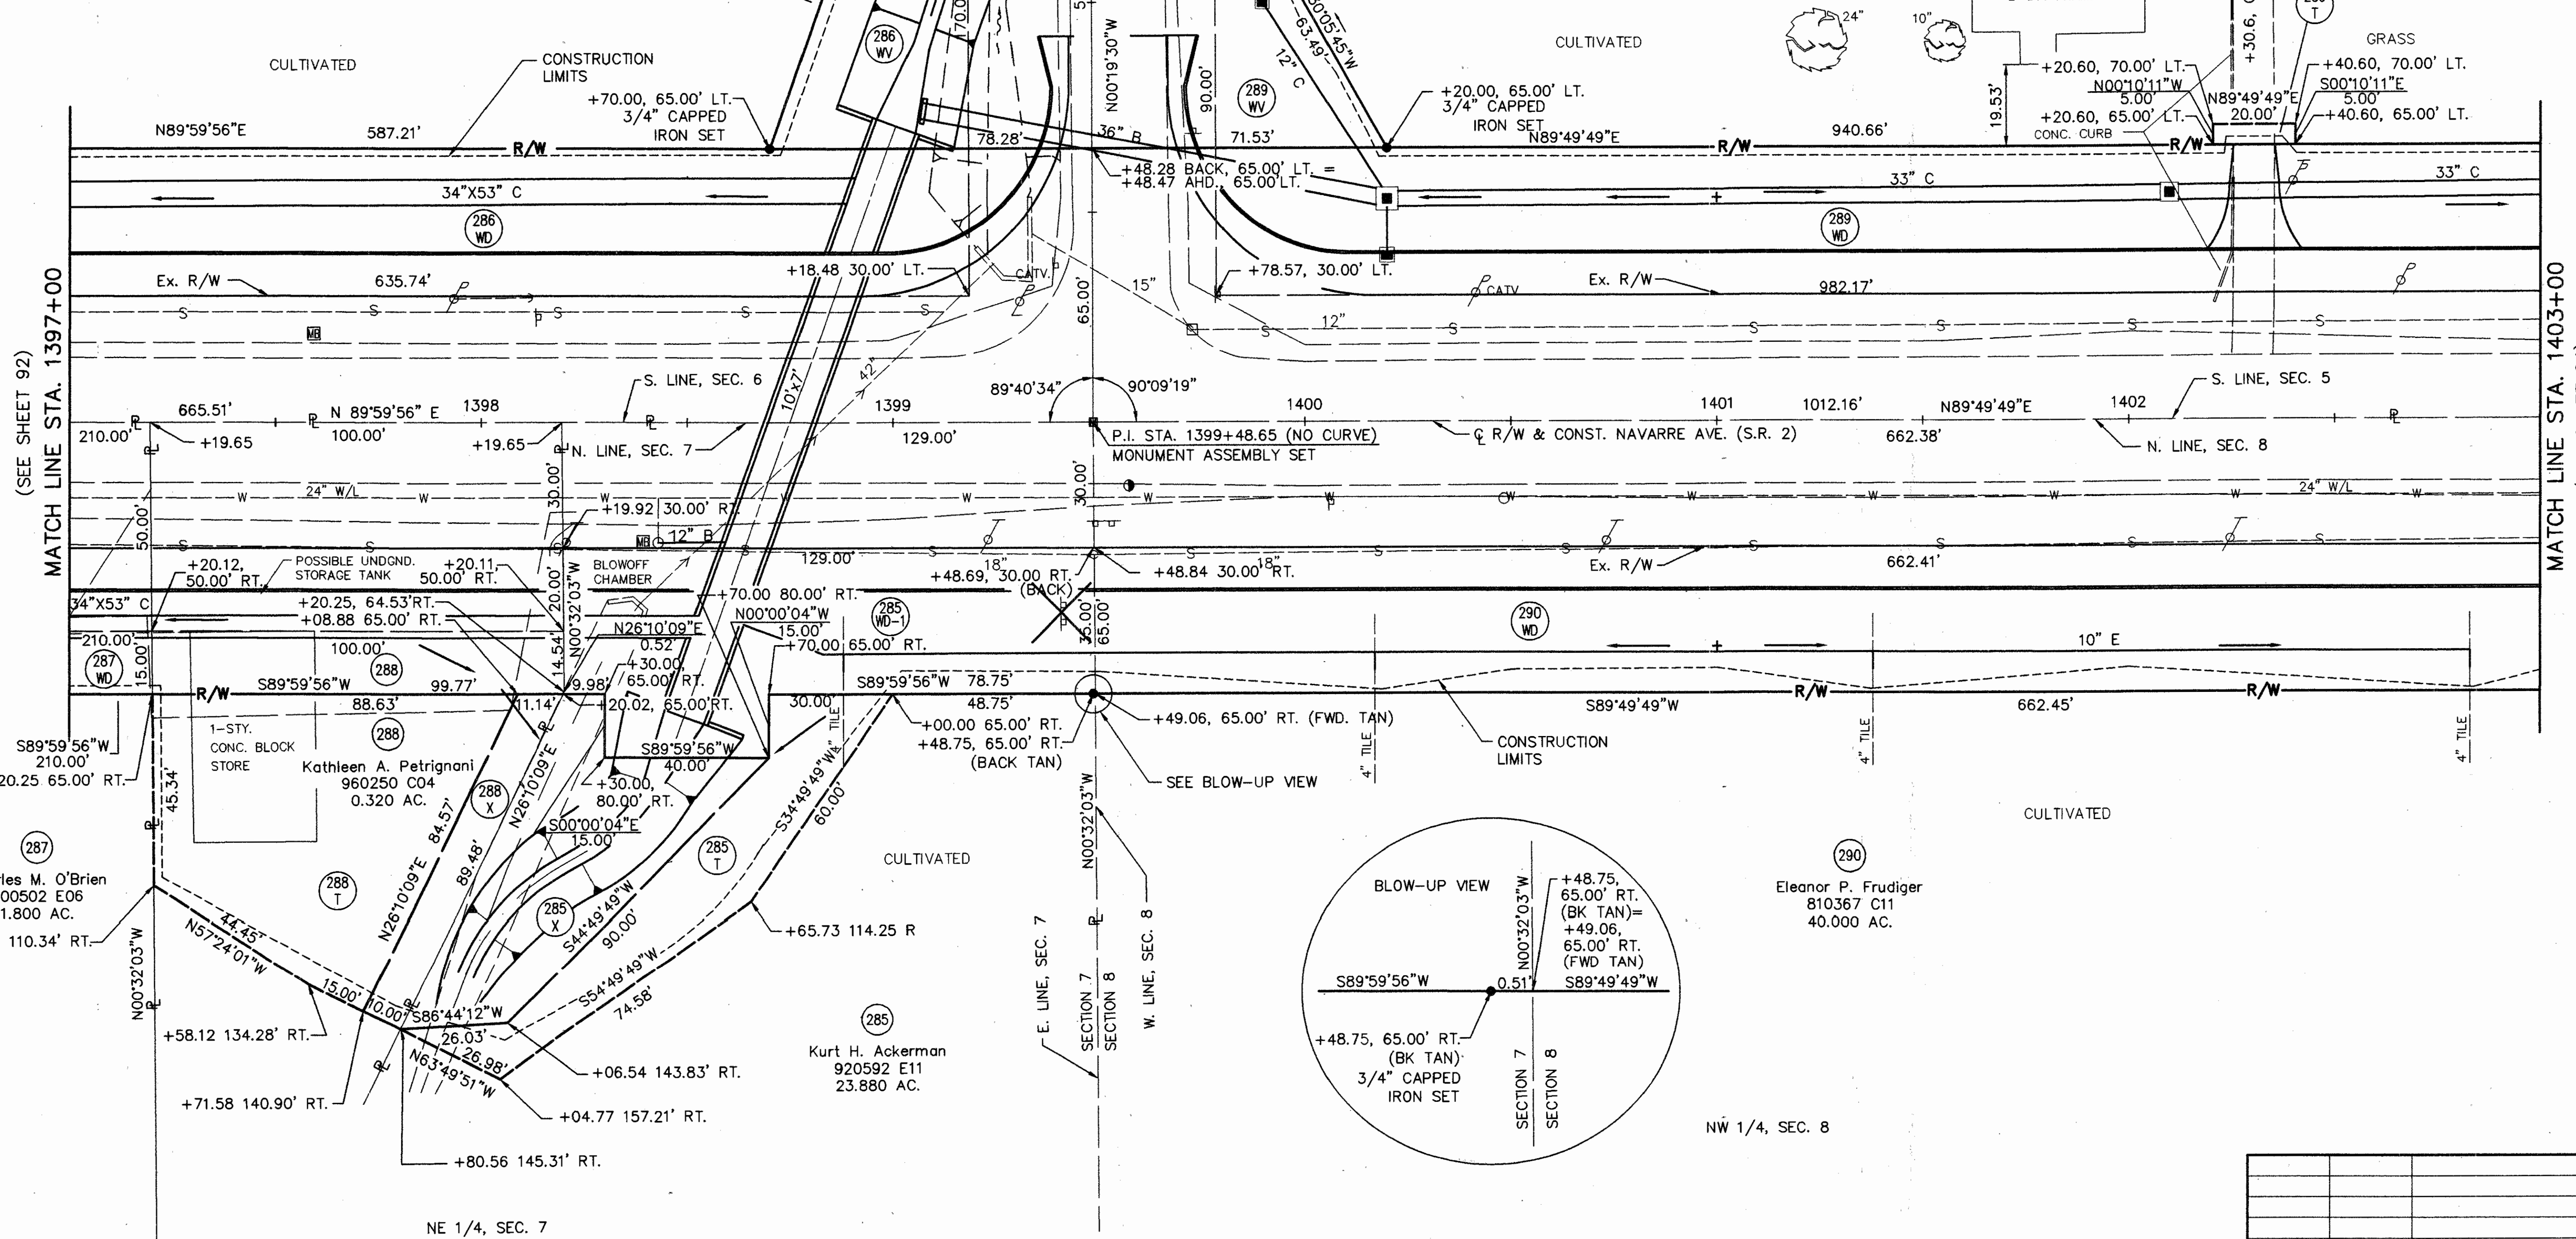 CULTIVATED
CONSTRUCTION
LIMITS
286
WV
+70.00, 65.00' LT.
3/4" CAPPED
IRON SET
N89°59'56"E
587.21'
R/W
78.28'
36" B
71.53'
N00°19'30"W
90.00'
289
WV
12" C
63.49'
+20.00, 65.00' LT.
3/4" CAPPED
IRON SET
CULTIVATED
24"
10"
N89°49'49"E
R/W
940.66'
19.53'
GRASS
+20.60, 70.00' LT.
N00°10'11"W
5.00'
+20.60, 65.00' LT.
CONC. CURB
N89°49'49"E
20.00'
+40.60, 70.00' LT.
S00°10'11"E
5.00'
+40.60, 65.00' LT.
R/W
+48.28 BACK, 65.00' LT. =
+48.47 AHD., 65.00'LT.
34"X53" C
33" C
33" C
286
WD
289
WD
(SEE SHEET 92)
MATCH LINE STA. 1397+00
MATCH LINE STA. 1403+00
Ex. R/W
635.74'
+18.48 30.00' LT.
CATV.
15"
+78.57, 30.00' LT.
CATV
Ex. R/W
982.17'
65.00'
12"
MB
10'x7'
42"
S. LINE, SEC. 6
89°40'34"
90°09'19"
S. LINE, SEC. 5
665.51'
N 89°59'56" E
1398
1399
1400
1401
1012.16'
N89°49'49"E
1402
210.00'
+19.65
100.00'
+19.65
N. LINE, SEC. 7
129.00'
P.I. STA. 1399+48.65 (NO CURVE)
MONUMENT ASSEMBLY SET
R/W & CONST. NAVARRE AVE. (S.R. 2)
662.38'
N. LINE, SEC. 8
24" W/L
24" W/L
50.00'
30.00'
30.00'
+19.92 30.00' RT.
MB
12" B
129.00'
18"
+48.69, 30.00 RT.
(BACK)
+48.84 30.00' RT.
18"
Ex. R/W
662.41'
+20.12,
50.00' RT.
POSSIBLE UNDGND.
STORAGE TANK
+20.11,
50.00' RT.
20.00'
N00°32'03"W
BLOWOFF
CHAMBER
34"X53" C
+20.25, 64.53'RT.
+08.88 65.00' RT.
+70.00 80.00' RT.
N00°00'04"W
15.00'
285
WD-1
35.00'
65.00'
290
WD
10" E
210.00'
15.00'
287
WD
100.00'
288
14.54'
N26°10'09"E
0.52'
+30.00,
65.00' RT.
+70.00 65.00' RT.
R/W
S89°59'56"W
99.77'
9.98'
S89°59'56"W
78.75'
88.63'
11.14'
+20.02, 65.00'RT.
30.00'
48.75'
+49.06, 65.00' RT. (FWD. TAN)
S89°49'49"W
R/W
662.45'
R/W
1-STY.
CONC. BLOCK
STORE
288
Kathleen A. Petrignani
960250 C04
0.320 AC.
S89°59'56"W
210.00'
20.25 65.00' RT.
S89°59'56"W
40.00'
+00.00 65.00' RT.
+48.75, 65.00' RT.
(BACK TAN)
4" TILE
4" TILE
4" TILE
CONSTRUCTION
LIMITS
SEE BLOW-UP VIEW
45.34'
288
X
N26°10'09"E
+30.00,
80.00' RT.
S00°00'04"E
15.00'
S34°49'49"W
60.00'
N00°32'03"W
CULTIVATED
287
les M. O'Brien
00502 E06
1.800 AC.
110.34' RT.
N26°10'09"E 84.57'
89.48'
285
T
CULTIVATED
288
T
285
X
S44°49'49"W
90.00'
+65.73 114.25 R
44.45'
N57°24'01"W
N00°32'03"W
15.00'
10.00'
S86°44'12"W
26.03'
S54°49'49"W
74.58'
26.98'
N63°49'51"W
+58.12 134.28' RT.
+71.58 140.90' RT.
+80.56 145.31' RT.
+06.54 143.83' RT.
+04.77 157.21' RT.
285
Kurt H. Ackerman
920592 E11
23.880 AC.
E. LINE, SEC. 7
SECTION 7
SECTION 8
W. LINE, SEC. 8
BLOW-UP VIEW
N00°32'03"W
+48.75,
65.00' RT.
(BK TAN)=
+49.06,
65.00' RT.
(FWD TAN)
S89°59'56"W
0.51'
S89°49'49"W
+48.75, 65.00' RT.
(BK TAN)
3/4" CAPPED
IRON SET
SECTION 7
SECTION 8
290
Eleanor P. Frudiger
810367 C11
40.000 AC.
NW 1/4, SEC. 8
NE 1/4, SEC. 7